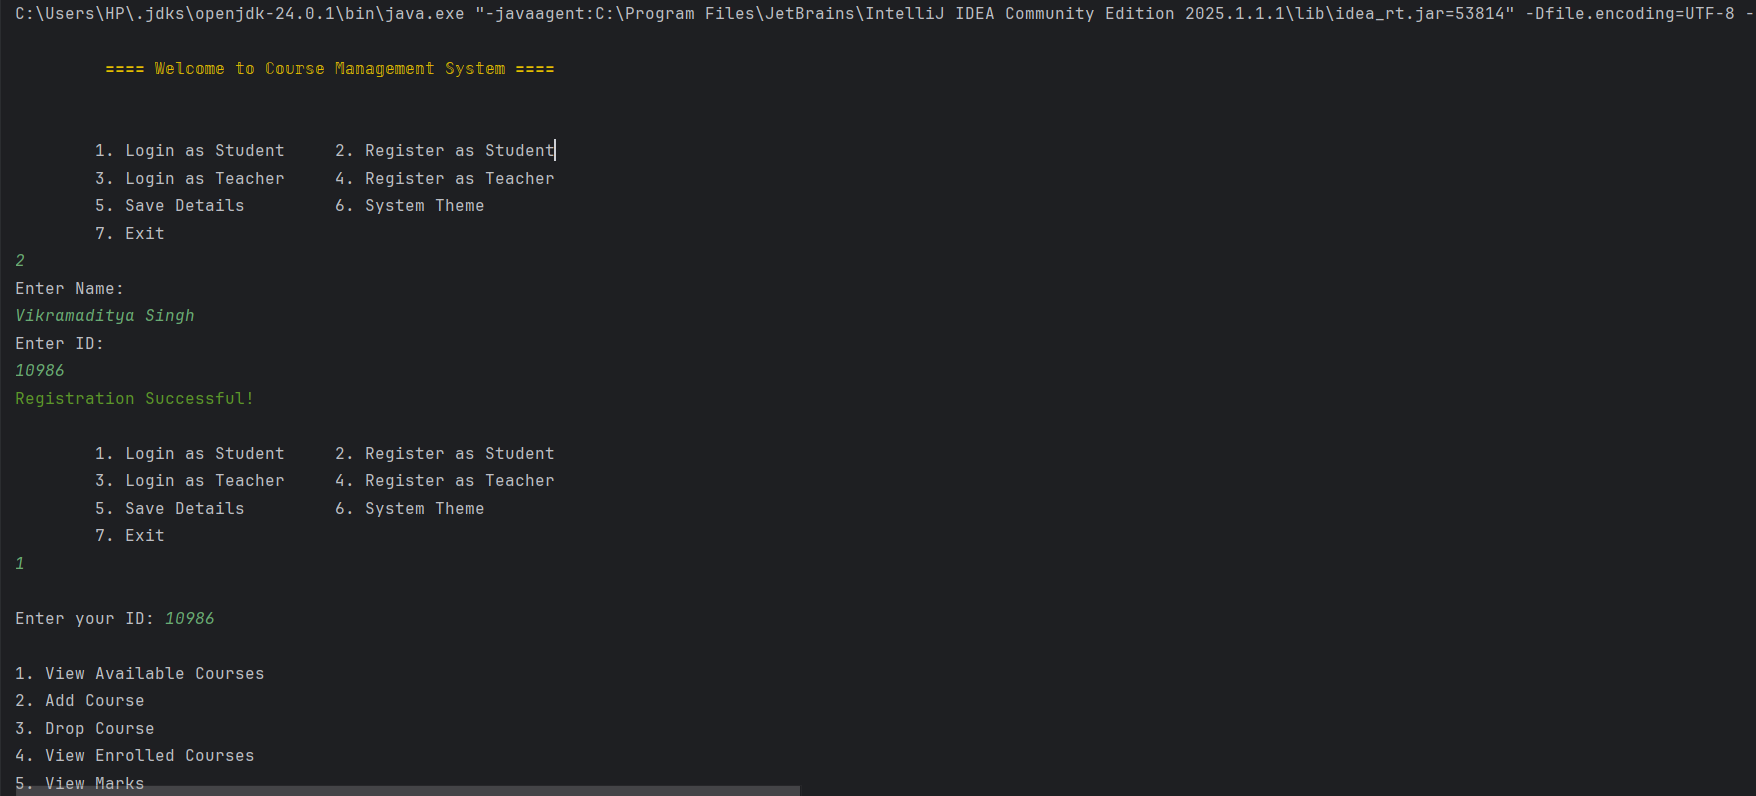 C:\Users\HP\.jdks\openjdk-24.0.1\bin\java.exe "-javaagent:C:\Program Files\JetBrains\IntelliJ IDEA Community Edition 2025.1.1.1\lib\idea_rt.jar=53814" -Dfile.encoding=UTF-8 -
==== Welcome to Course Management System ====
1. Login as Student     2. Register as Student
3. Login as Teacher     4. Register as Teacher
5. Save Details         6. System Theme
7. Exit
2
Enter Name:
Vikramaditya Singh
Enter ID:
10986
Registration Successful!
1. Login as Student     2. Register as Student
3. Login as Teacher     4. Register as Teacher
5. Save Details         6. System Theme
7. Exit
1
Enter your ID: 10986
1. View Available Courses
2. Add Course
3. Drop Course
4. View Enrolled Courses
5. View Marks